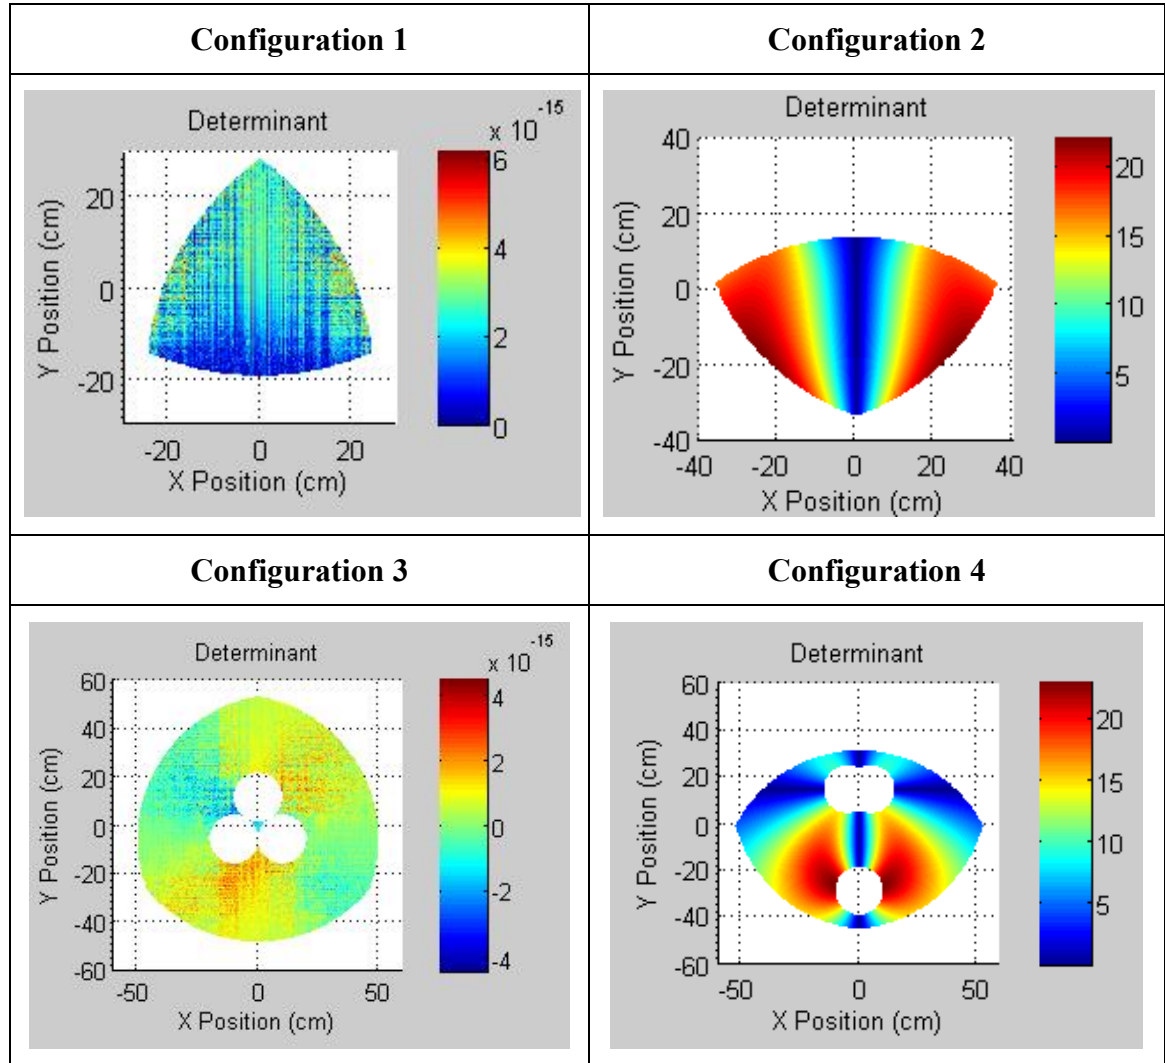 Configuration 1
Configuration 2
Determinant
x 10
-15
20
0
-20
Y Position (cm)
-20 0 20
X Position (cm)
6
4
2
0
Determinant
40
20
0
-20
-40
Y Position (cm)
-40 -20 0 20 40
X Position (cm)
20
15
10
5
Configuration 3
Configuration 4
Determinant
x 10
-15
60
40
20
0
-20
-40
-60
Y Position (cm)
-50 0 50
X Position (cm)
4
2
0
-2
-4
Determinant
60
40
20
0
-20
-40
-60
Y Position (cm)
-50 0 50
X Position (cm)
20
15
10
5